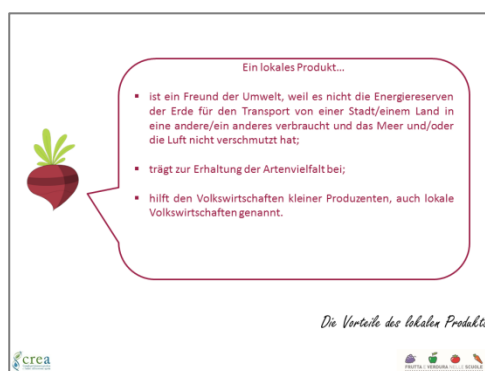 Ein lokales Produkt...
▪ ist ein Freund der Umwelt, weil es nicht die Energiereserven
der Erde für den Transport von einer Stadt/einem Land in
eine andere/ein anderes verbraucht und das Meer und/oder
die Luft nicht verschmutzt hat;
▪ trägt zur Erhaltung der Artenvielfalt bei;
▪ hilft den Volkswirtschaften kleiner Produzenten, auch lokale
Volkswirtschaften genannt.
Die Vorteile des lokalen Produkts
crea
FRUTTA E VERDURA NELLE SCUOLE